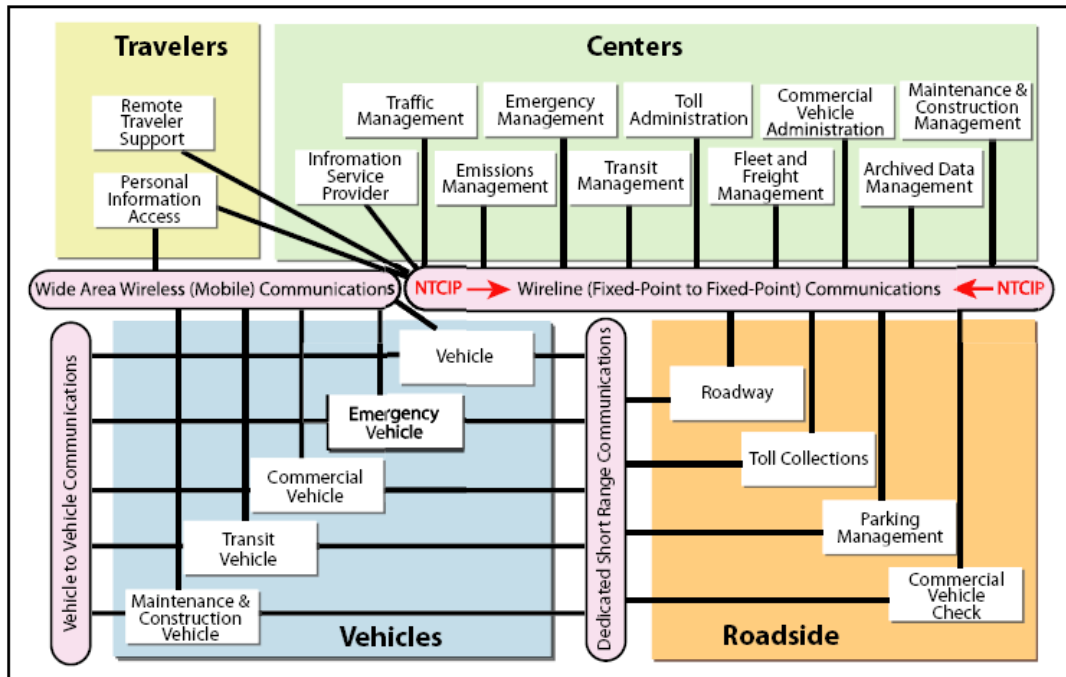 Travelers
Remote
Traveler
Support
Personal
Information
Access
Centers
Traffic
Management
Emergency
Management
Toll
Administration
Commercial
Vehicle
Administration
Maintenance &
Construction
Management
Infromation
Service
Provider
Emissions
Management
Transit
Management
Fleet and
Freight
Management
Archived Data
Management
Wide Area Wireless (Mobile) Communications
NTCIP Wireline (Fixed-Point to Fixed-Point) Communications NTCIP
Vehicle to Vehicle Communications
Vehicle
Emergency
Vehicle
Commercial
Vehicle
Transit
Vehicle
Maintenance &
Construction
Vehicle
Vehicles
Dedicated Short Range Communications
Roadway
Toll Collections
Parking
Management
Commercial
Vehicle
Check
Roadside